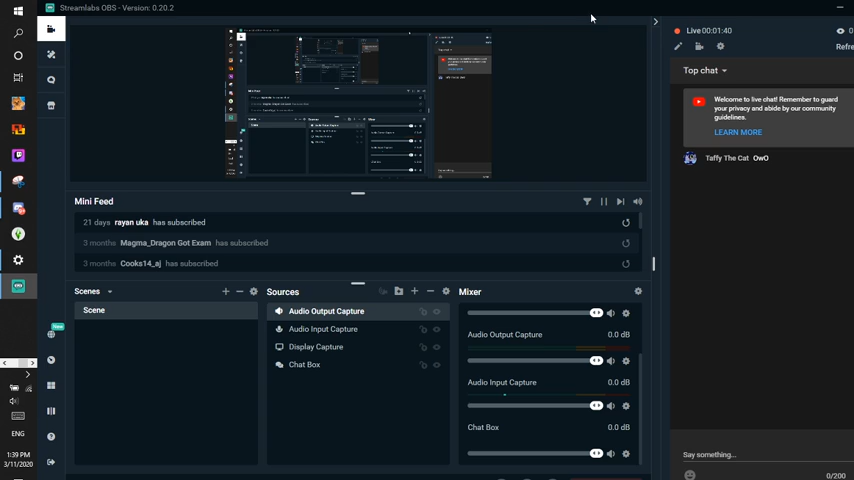 Streamlabs OBS - Version: 0.20.2
Live 00:01:40
0
Refre
Top chat
Welcome to live chat! Remember to guard
your privacy and abide by our community
guidelines.
LEARN MORE
Taffy The Cat OwO
Mini Feed
21 days rayan uka has subscribed
3 months Magma_Dragon Got Exam has subscribed
3 months Cooks14_aj has subscribed
Scenes
Scene
Sources
Audio Output Capture
Audio Input Capture
Display Capture
Chat Box
Mixer
Audio Output Capture 0.0 dB
Audio Input Capture 0.0 dB
Chat Box 0.0 dB
New
Say something...
0/200
ENG
1:39 PM
3/11/2020